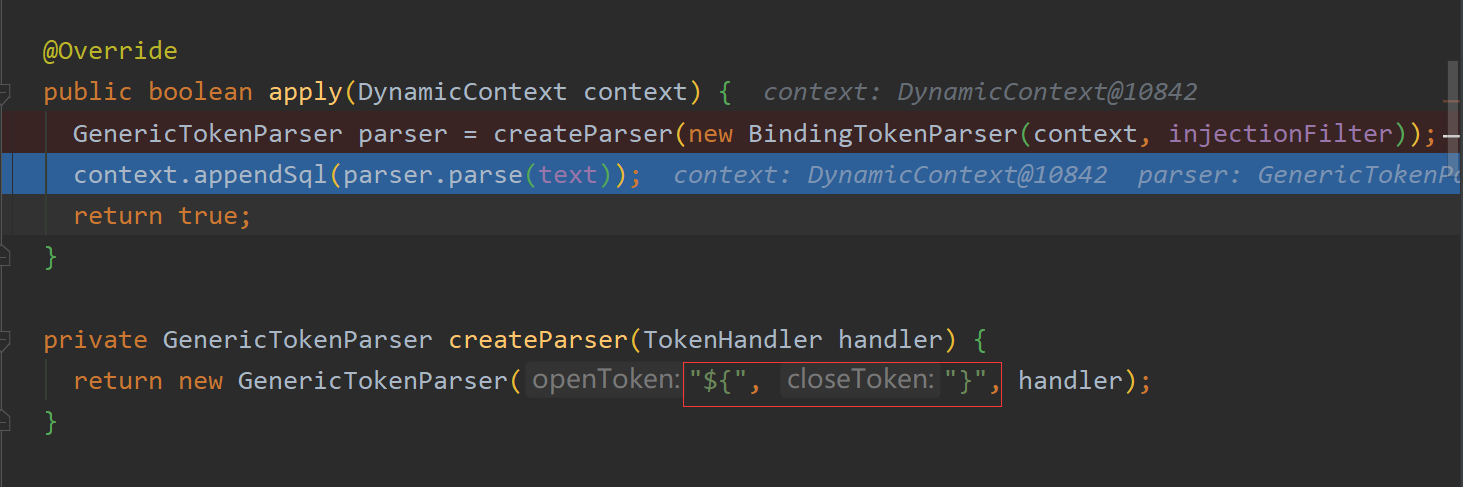 @Override
public boolean apply(DynamicContext context) {  context: DynamicContext@10842
GenericTokenParser parser = createParser(new BindingTokenParser(context, injectionFilter));
context.appendSql(parser.parse(text));  context: DynamicContext@10842  parser:
return true;
}
private GenericTokenParser createParser(TokenHandler handler) {
return new GenericTokenParser( openToken: "${", closeToken: "}", handler);
}